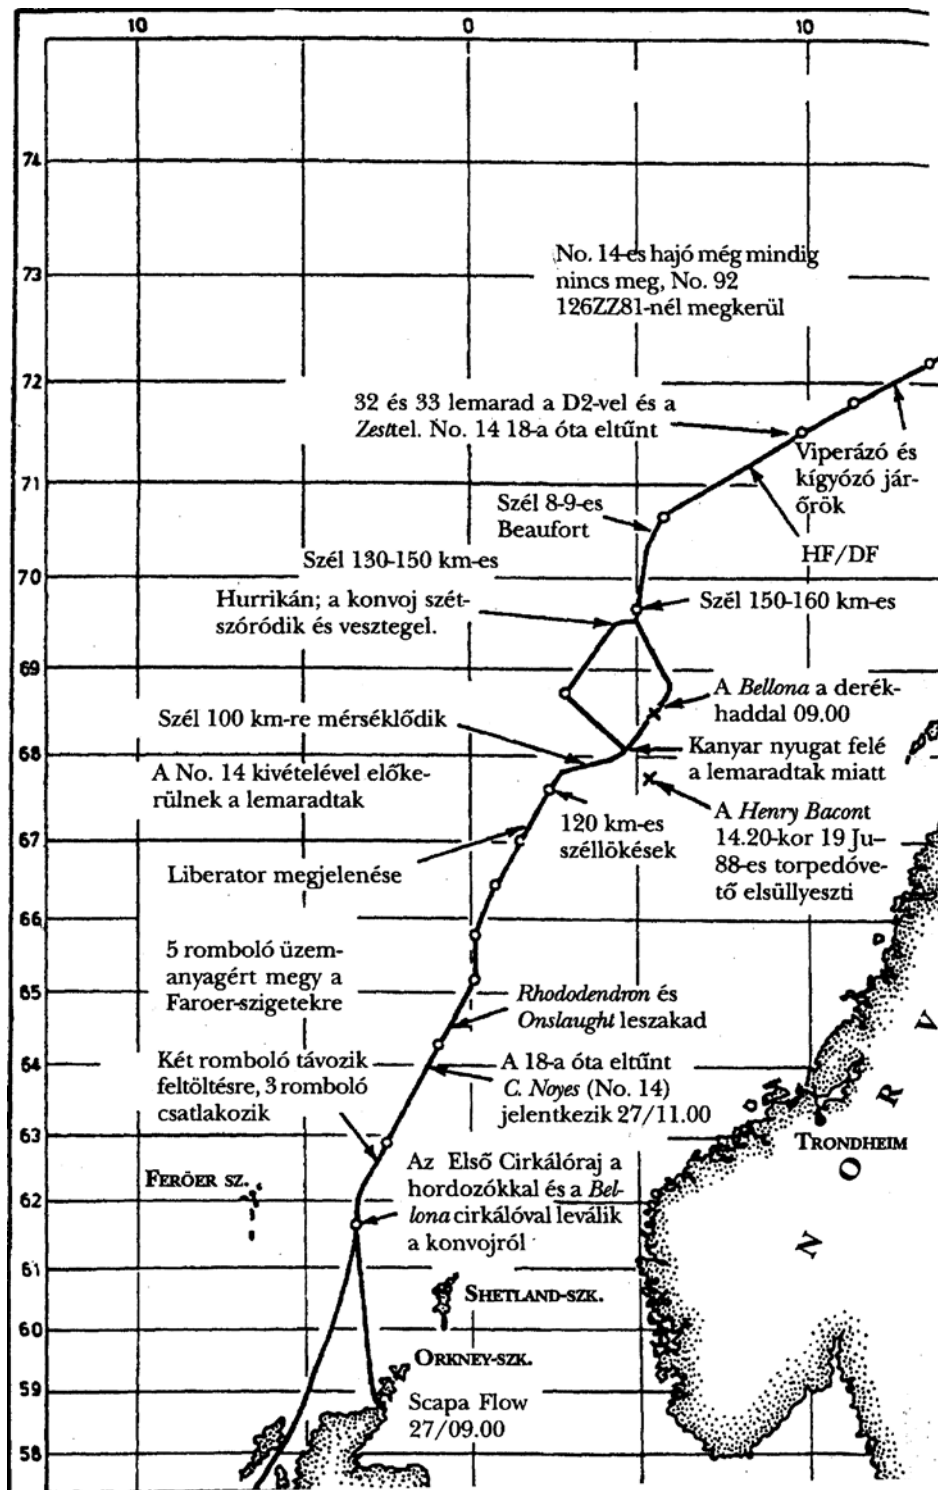 10
0
10
74
73
72
71
70
69
68
67
66
65
64
63
62
61
60
59
58
No. 14-es hajó még mindig
nincs meg, No. 92
126ZZ81-nél megkerül
32 és 33 lemarad a D2-vel és a
Zesttel. No. 14 18-a óta eltűnt
Viperázó és
kígyózó jár-
őrök
Szél 8-9-es
Beaufort
HF/DF
Szél 130-150 km-es
Hurrikán; a konvoj szét-
szóródik és vesztegel.
Szél 150-160 km-es
A Bellona a derék-
haddal 09.00
Szél 100 km-re mérséklődik
Kanyar nyugat felé
a lemaradtak miatt
A No. 14 kivételével előke-
rülnek a lemaradtak
120 km-es
széllökések
A Henry Bacont
14.20-kor 19 Ju-
88-es torpedóve-
tő elsüllyeszti
Liberator megjelenése
5 romboló üzem-
anyagért megy a
Faroer-szigetekre
Rhododendron és
Onslaught leszakad
Két romboló távozik
feltöltésre, 3 romboló
csatlakozik
A 18-a óta eltűnt
C. Noyes (No. 14)
jelentkezik 27/11.00
TRONDHEIM
NORV
FERÖER SZ.
Az Első Cirkálóraj a
hordozókkal és a Bel-
lona cirkálóval leválik
a konvojról
SHETLAND-SZK.
ORKNEY-SZK.
Scapa Flow
27/09.00